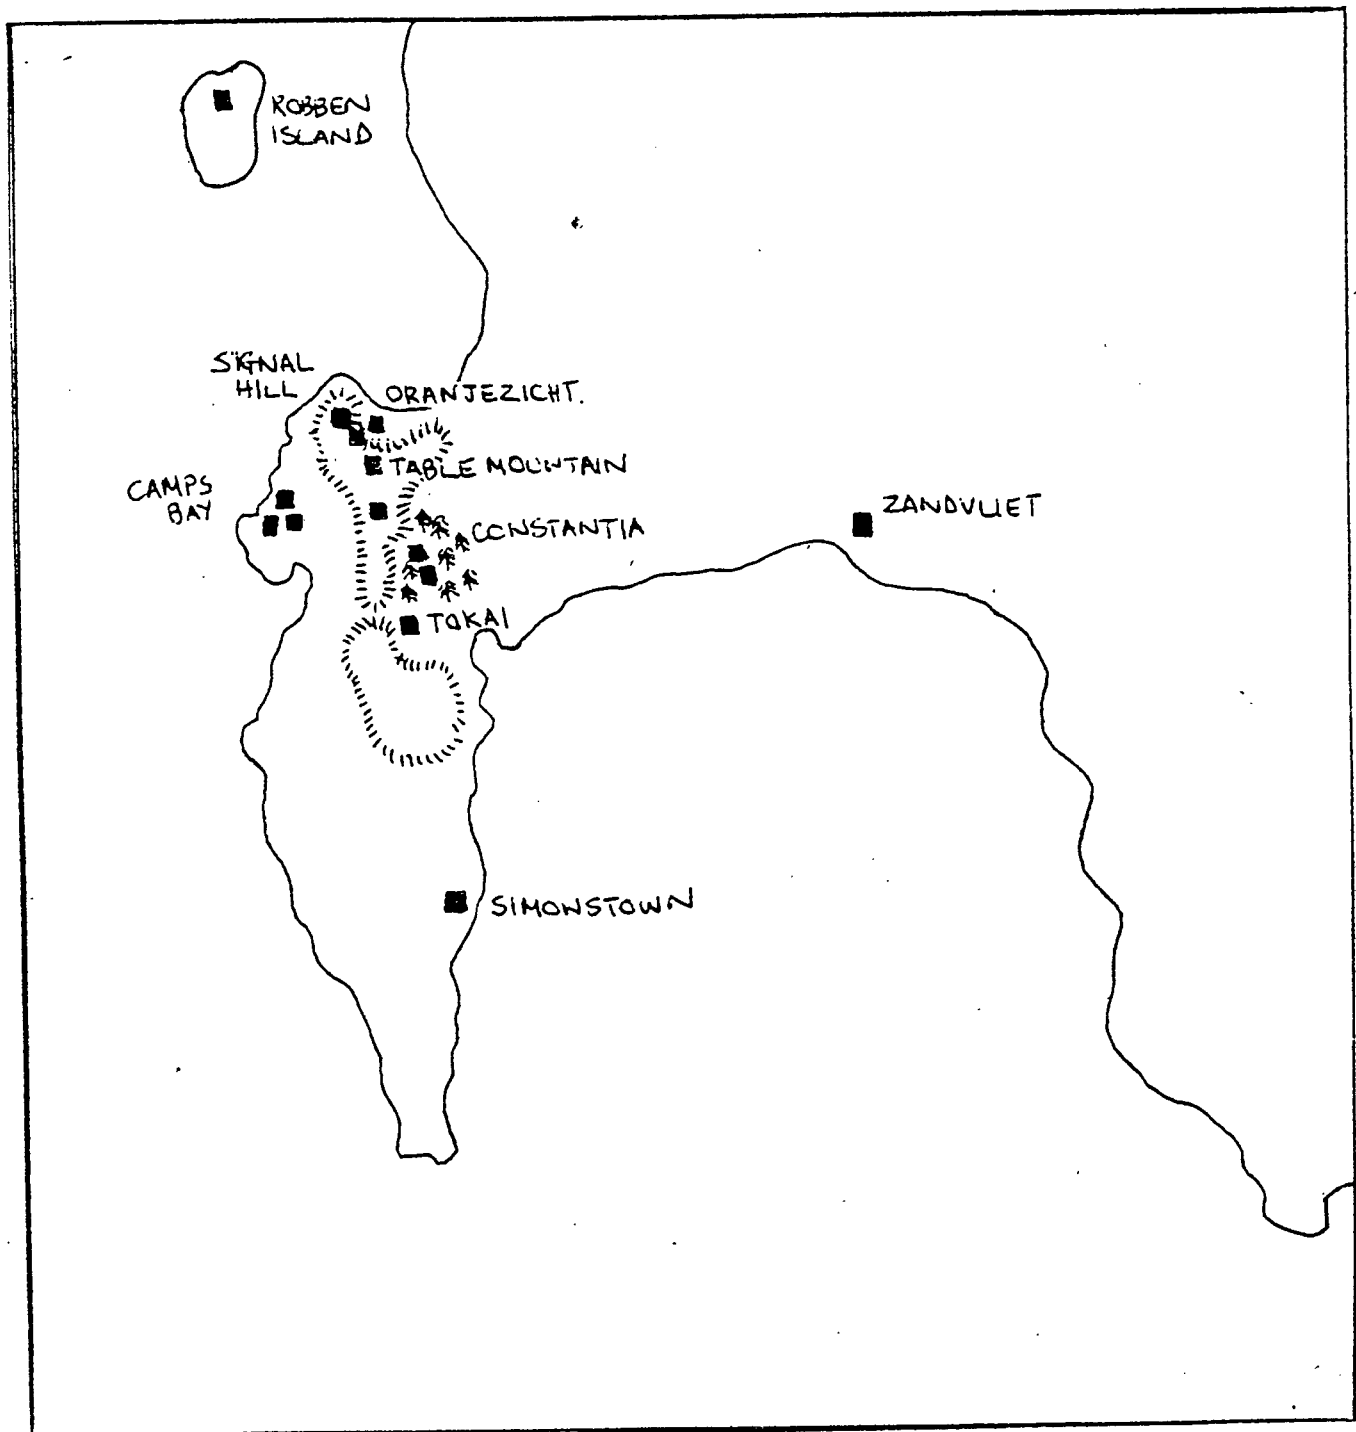 ROBBEN
ISLAND
SIGNAL
HILL
ORANJEZICHT.
TABLE MOUNTAIN
CAMPS
BAY
ZANDVLIET
CONSTANTIA
TOKAI
SIMONSTOWN